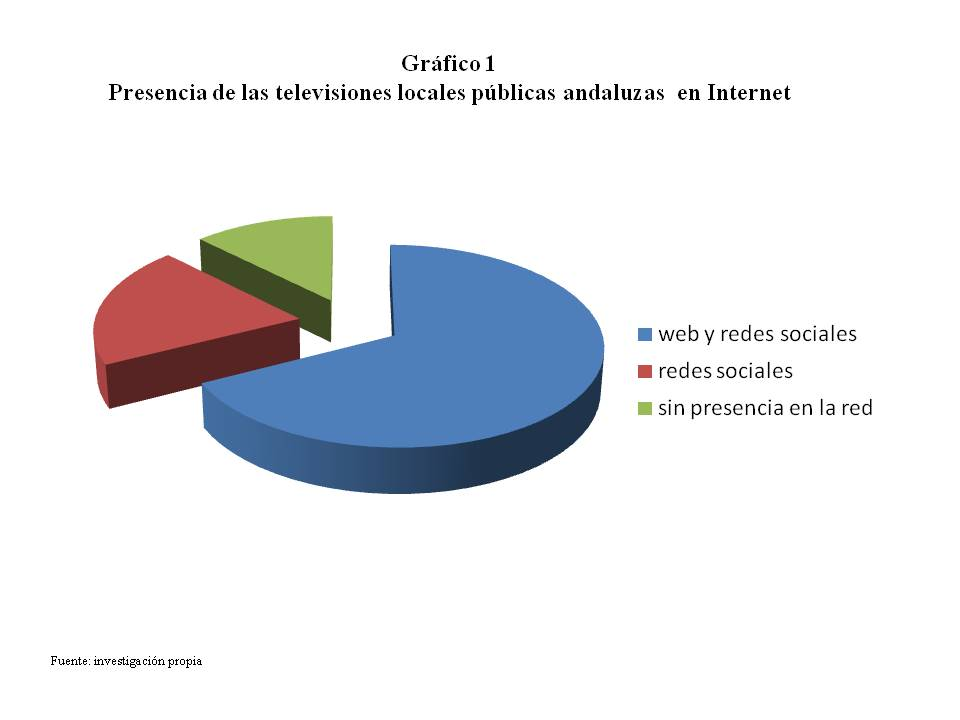 Gráfico 1
Presencia de las televisiones locales públicas andaluzas en Internet
web y redes sociales
redes sociales
sin presencia en la red
Fuente: investigación propia